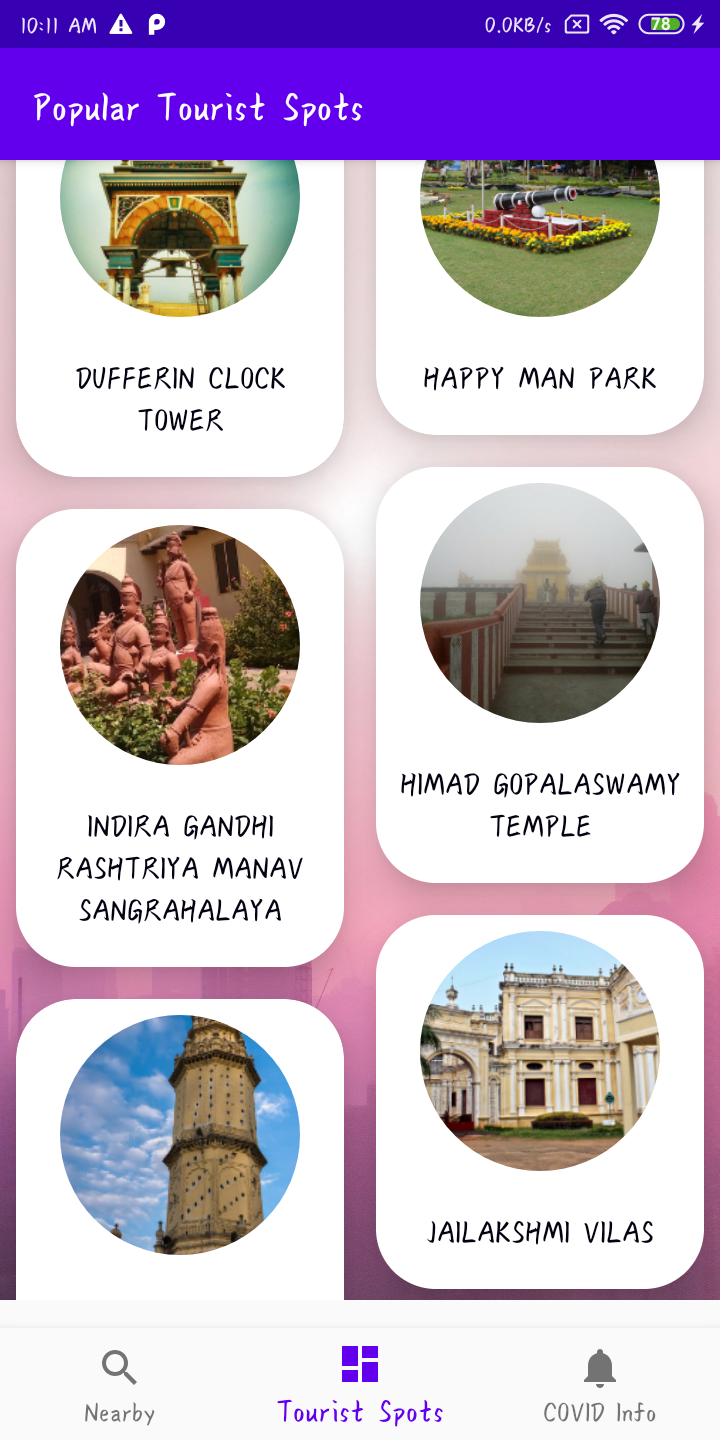 10:11 AM
0.0KB/s
78
Popular Tourist Spots
DUFFERIN CLOCK
TOWER
HAPPY MAN PARK
INDIRA GANDHI
RASHTRIYA MANAV
SANGRAHALAYA
HIMAD GOPALASWAMY
TEMPLE
JAILAKSHMI VILAS
Nearby
Tourist Spots
COVID Info